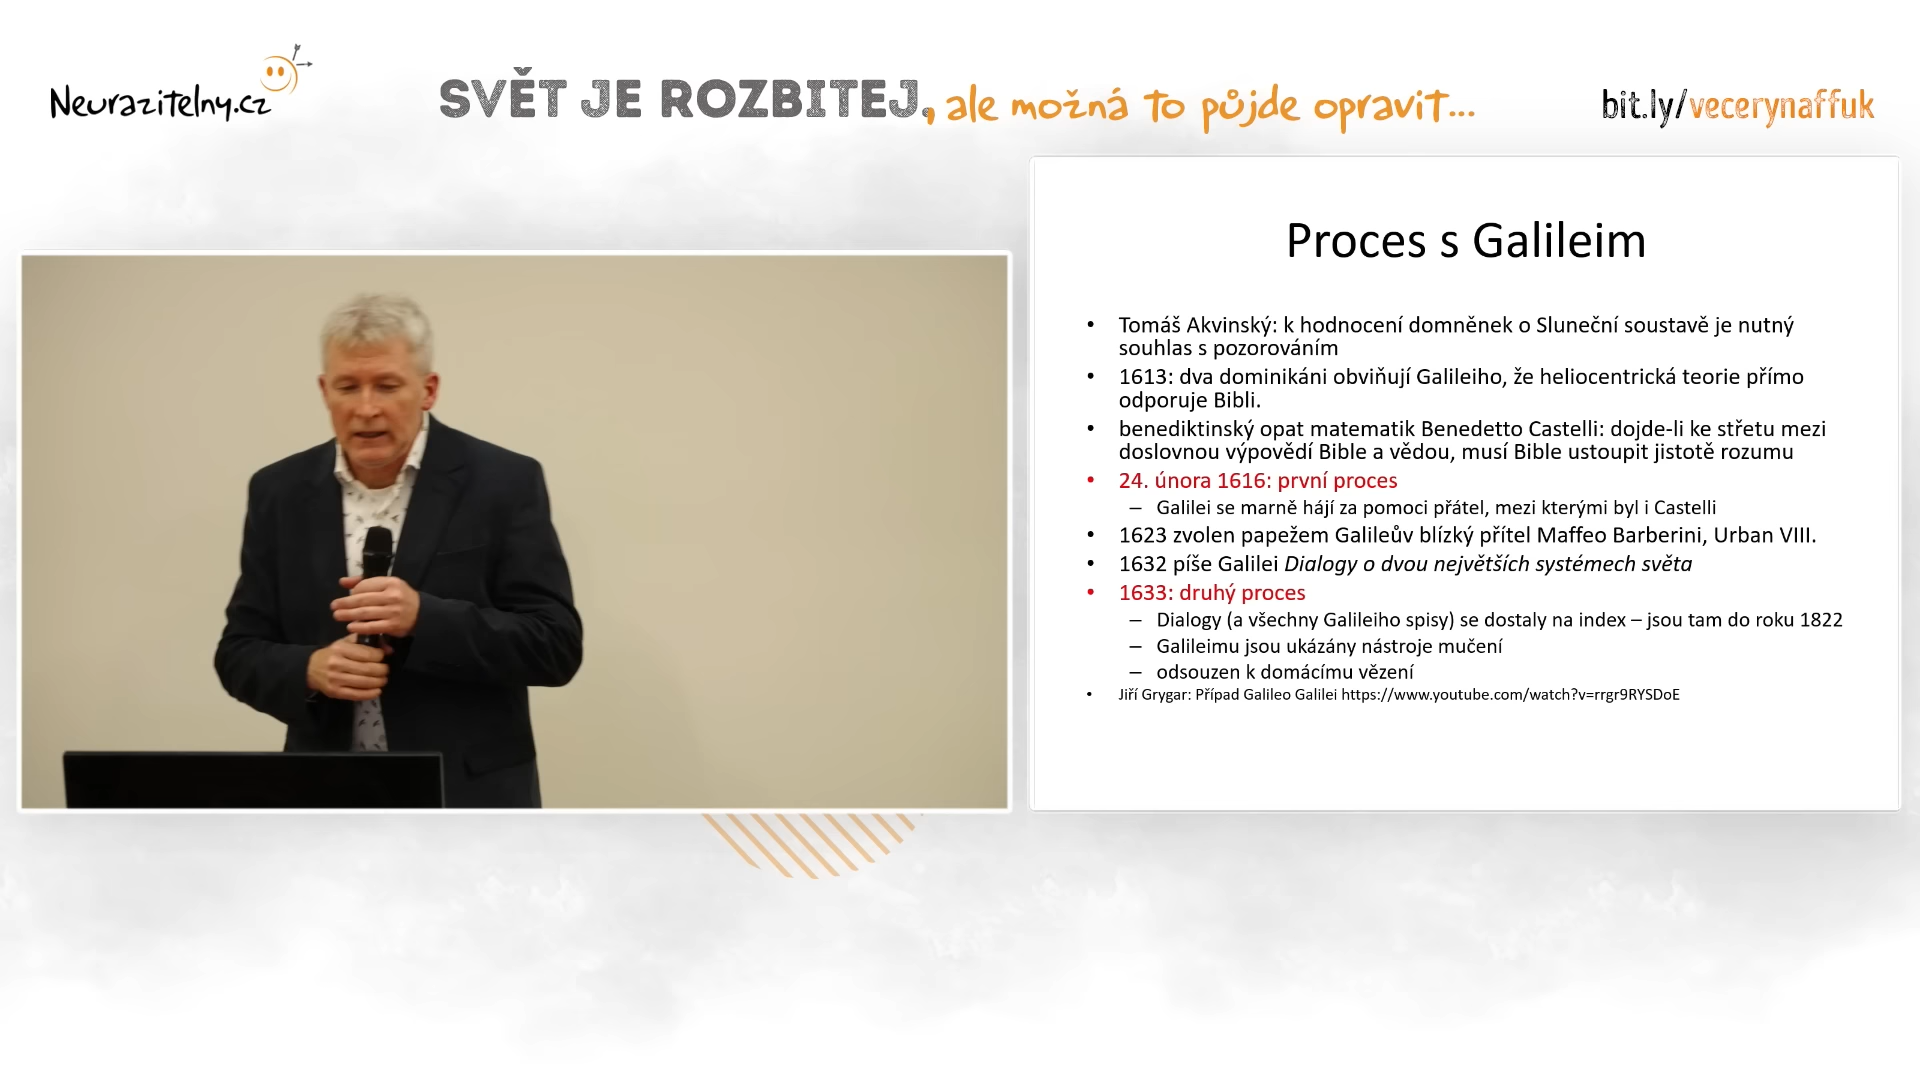 Neurazitelny.cz
SVĚT JE ROZBITEJ, ale možná to půjde opravit...
bit.ly/vecerynaffuk
Proces s Galileim
• Tomáš Akvinský: k hodnocení domněnek o Sluneční soustavě je nutný
souhlas s pozorováním
• 1613: dva dominikáni obviňují Galileiho, že heliocentrická teorie přímo
odporuje Bibli.
• benediktinský opat matematik Benedetto Castelli: dojde-li ke střetu mezi
doslovnou výpovědí Bible a vědou, musí Bible ustoupit jistotě rozumu
• 24. února 1616: první proces
– Galilei se marně hájí za pomoci přátel, mezi kterými byl i Castelli
• 1623 zvolen papežem Galileův blízký přítel Maffeo Barberini, Urban VIII.
• 1632 píše Galilei Dialogy o dvou největších systémech světa
• 1633: druhý proces
– Dialogy (a všechny Galileiho spisy) se dostaly na index – jsou tam do roku 1822
– Galileimu jsou ukázány nástroje mučení
– odsouzen k domácímu vězení
• Jiří Grygar: Případ Galileo Galilei https://www.youtube.com/watch?v=rrgr9RYSDoE